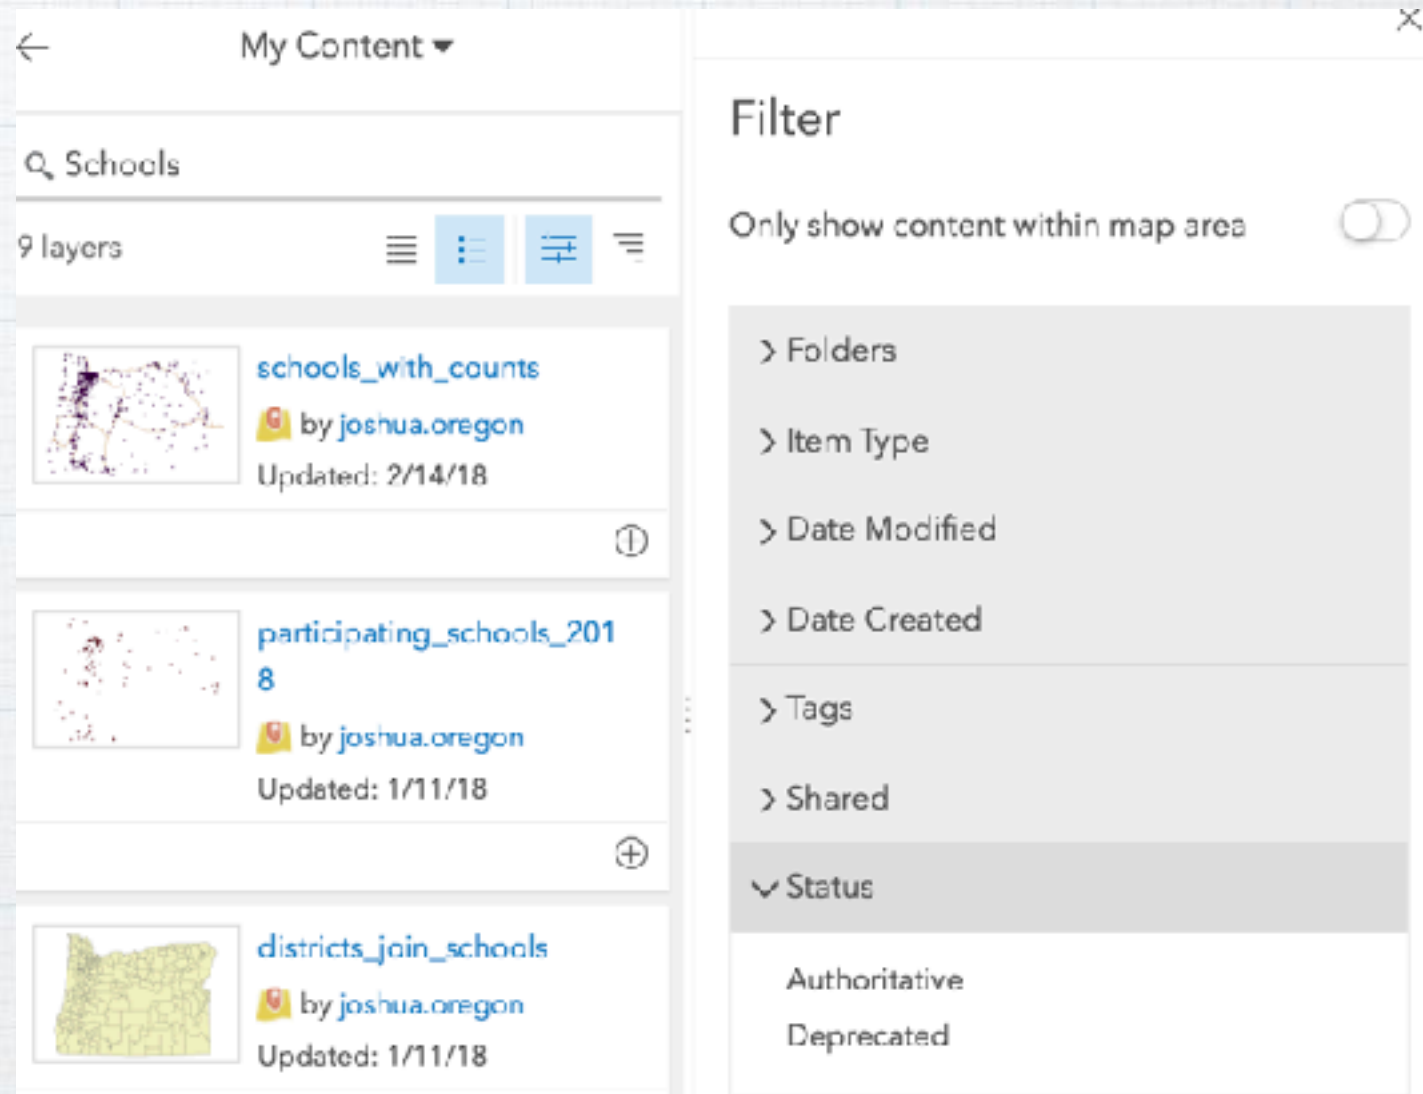 My Content
Schools
9 layers
schools_with_counts
by joshua.oregon
Updated: 2/14/18
participating_schools_201
8
by joshua.oregon
Updated: 1/11/18
districts_join_schools
by joshua.oregon
Updated: 1/11/18
Filter
Only show content within map area
Folders
Item Type
Date Modified
Date Created
Tags
Shared
Status
Authoritative
Deprecated